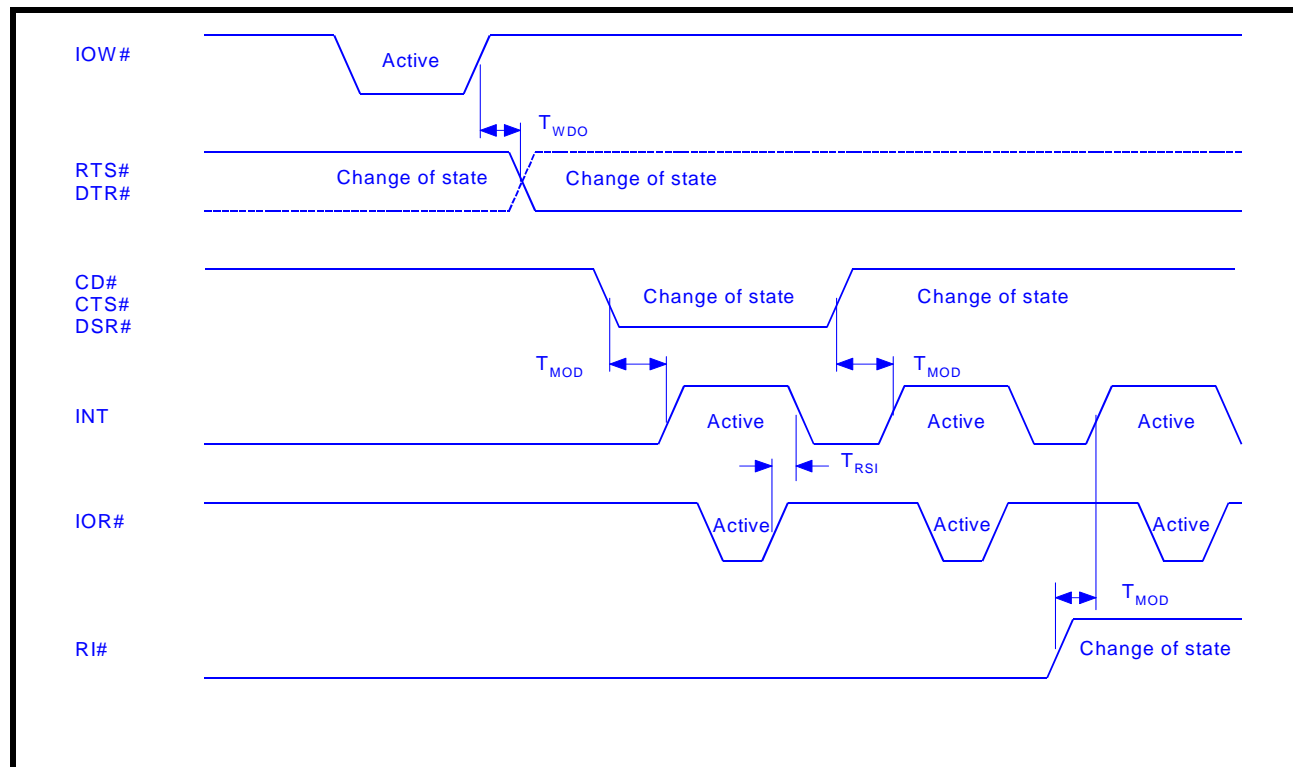 IOW#
Active
TWDO
RTS#
DTR#
Change of state
Change of state
CD#
CTS#
DSR#
Change of state
Change of state
TMOD
TMOD
INT
Active
Active
Active
TRSI
IOR#
Active
Active
Active
TMOD
RI#
Change of state